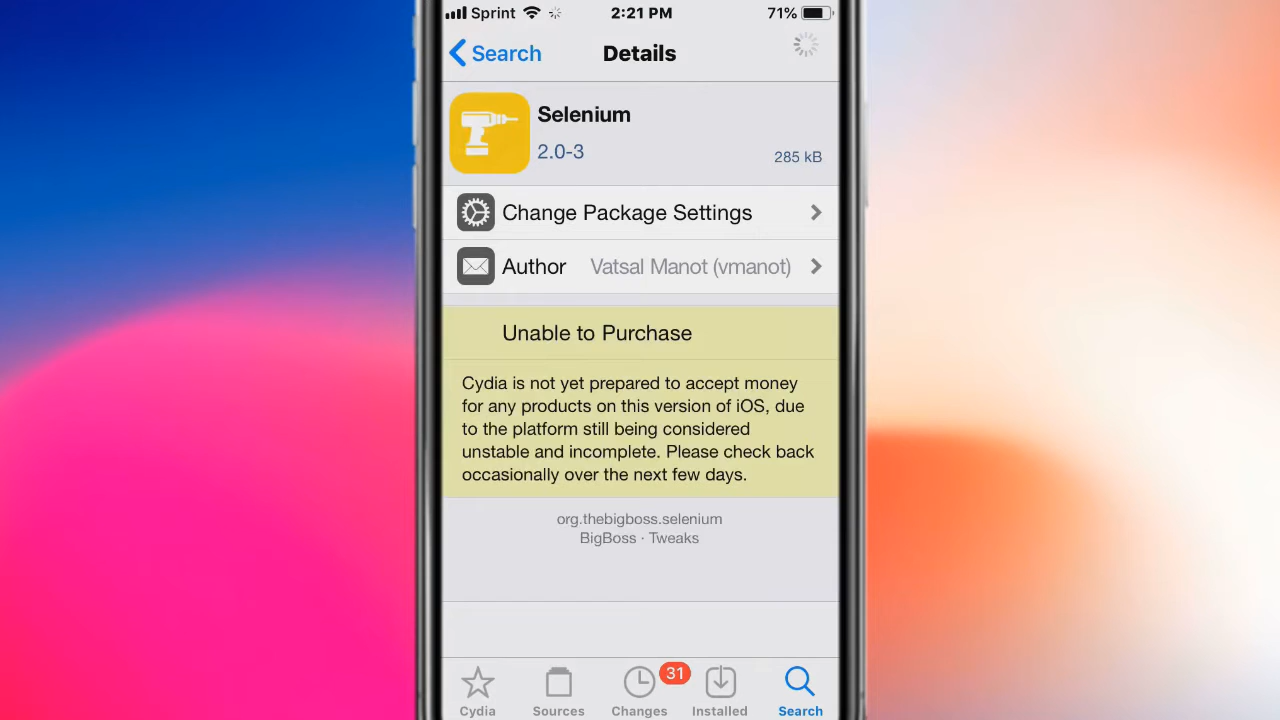 Sprint 2:21 PM 71%
Search Details
Selenium
2.0-3 285 kB
Change Package Settings
Author Vatsal Manot (vmanot)
Unable to Purchase
Cydia is not yet prepared to accept money
for any products on this version of iOS, due
to the platform still being considered
unstable and incomplete. Please check back
occasionally over the next few days.
org.thebigboss.selenium
BigBoss · Tweaks
31
Cydia Sources Changes Installed Search